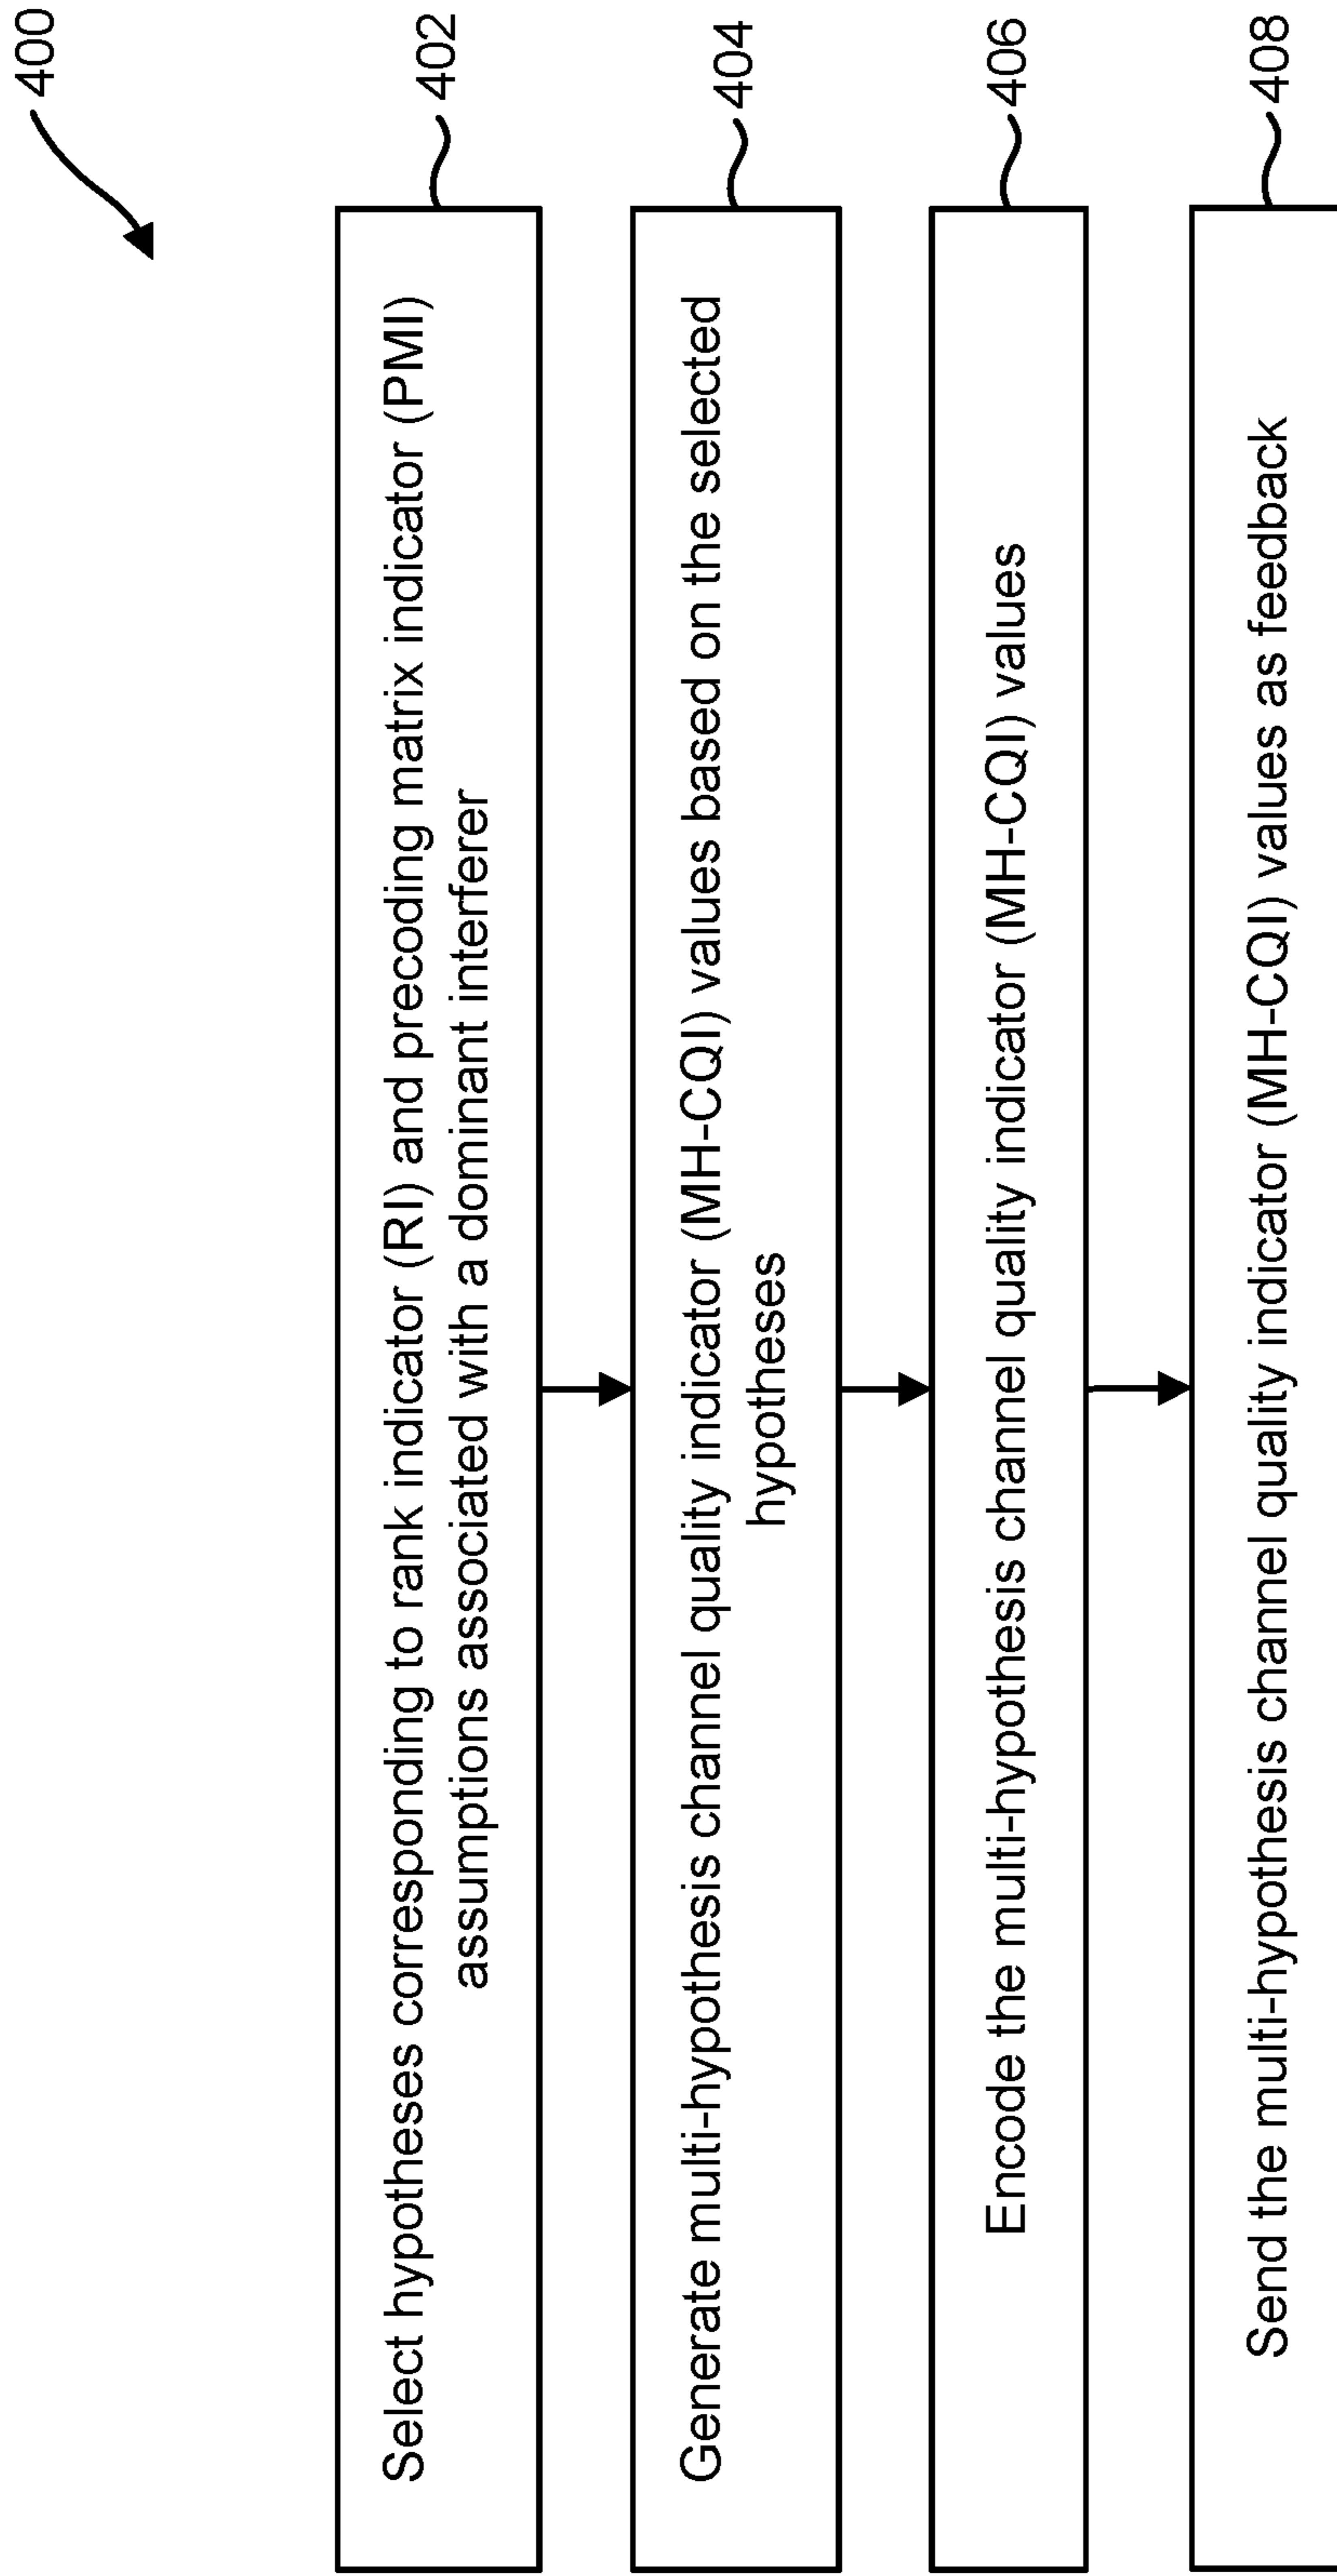 400
Select hypotheses corresponding to rank indicator (RI) and precoding matrix indicator (PMI)
assumptions associated with a dominant interferer
402
Generate multi-hypothesis channel quality indicator (MH-CQI) values based on the selected
hypotheses
404
Encode the multi-hypothesis channel quality indicator (MH-CQI) values
406
Send the multi-hypothesis channel quality indicator (MH-CQI) values as feedback
408